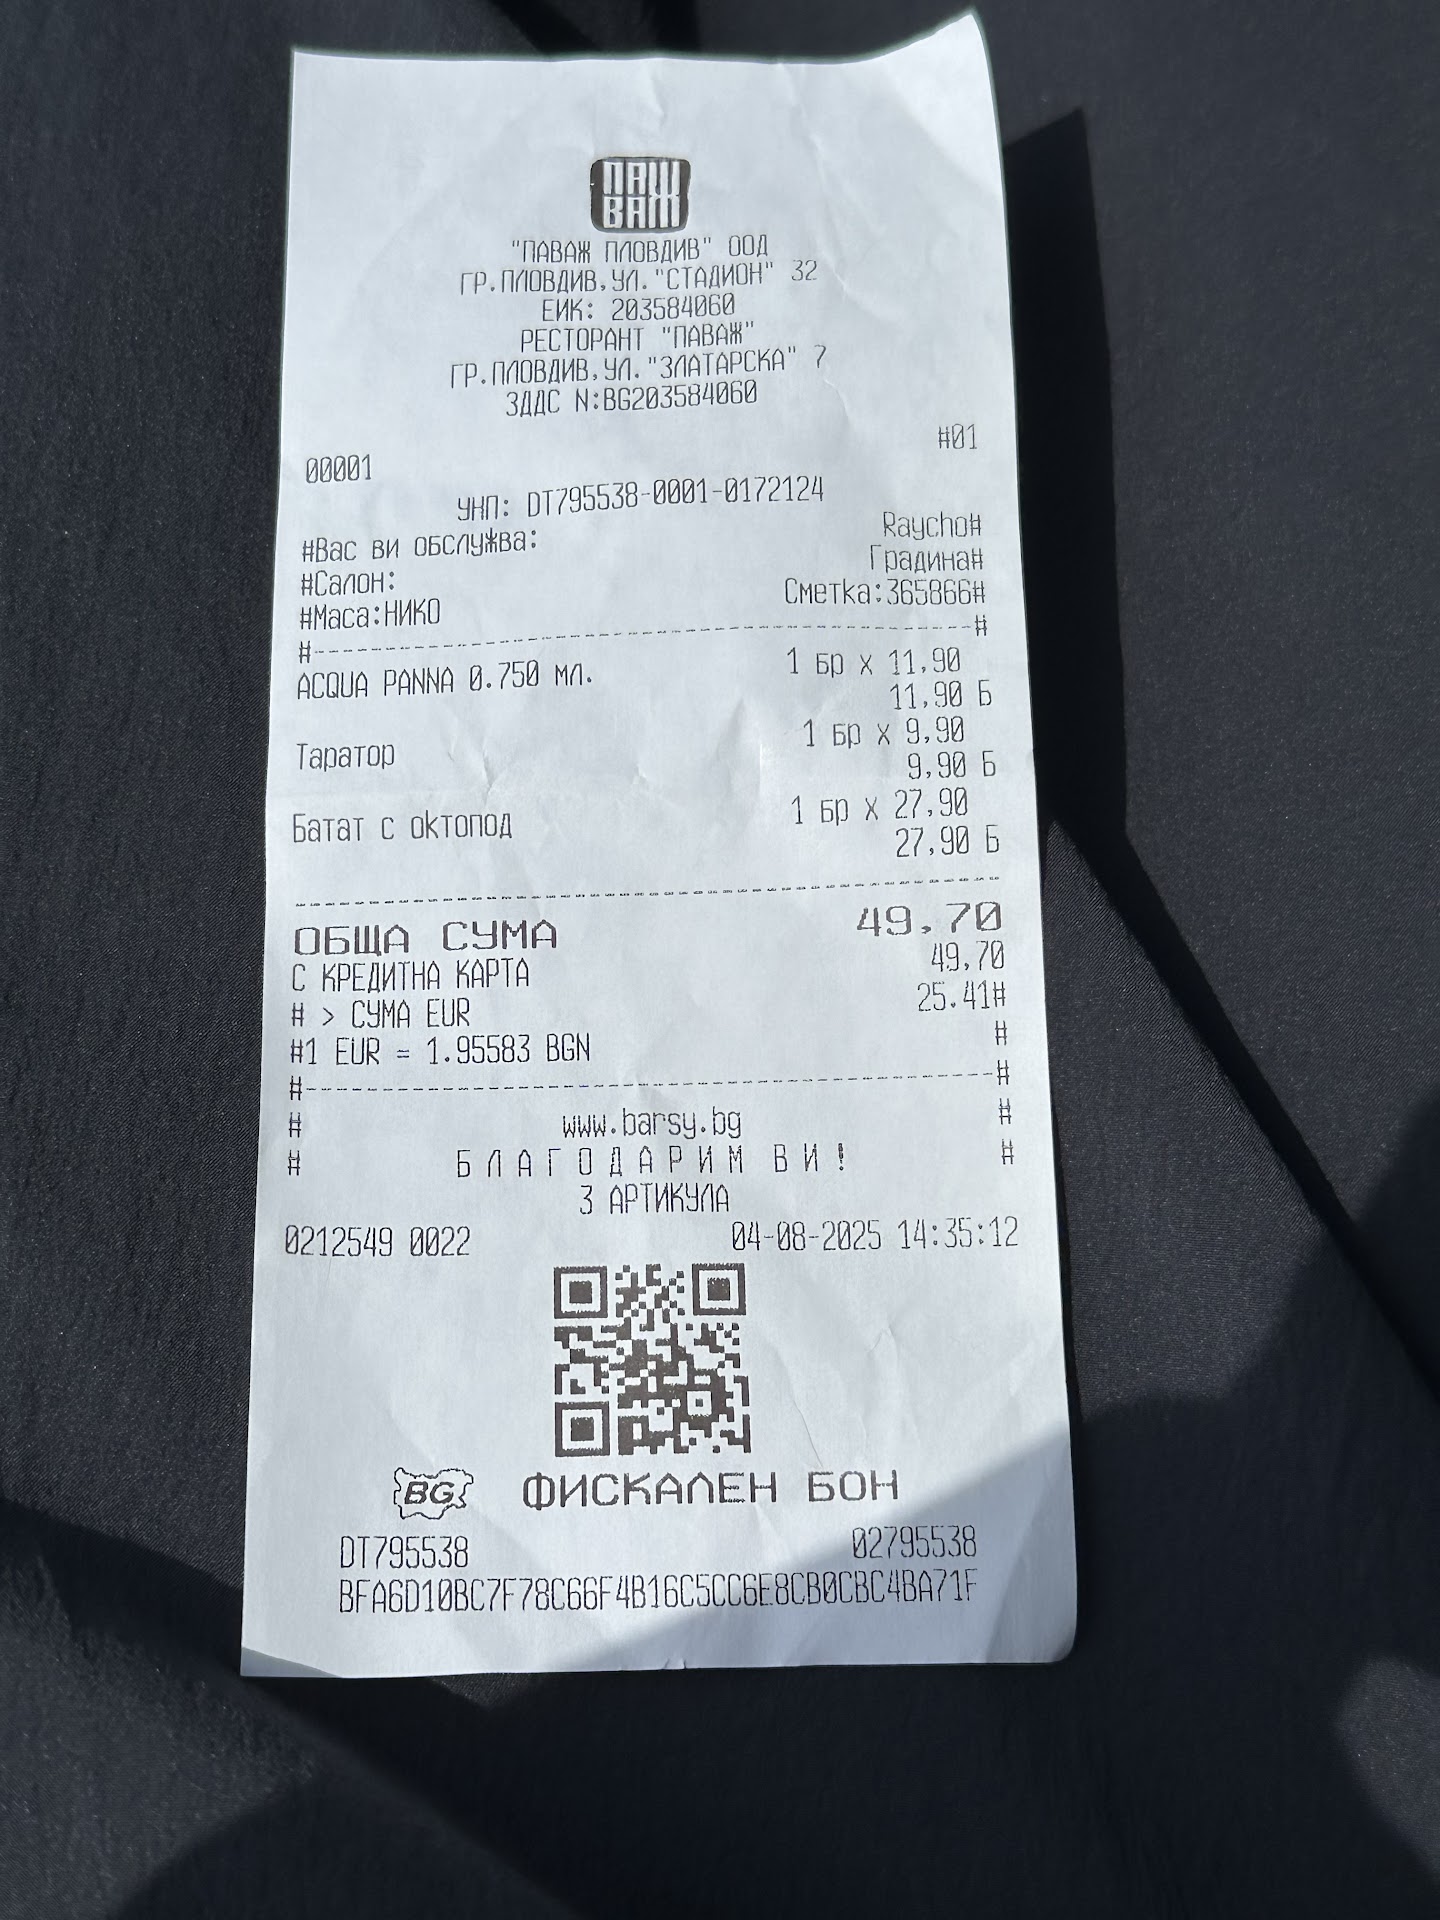 ПАЖ
ВАЖ
"ПАВАЖ ПЛОВДИВ" ООД
ГР.ПЛОВДИВ,УЛ."СТАДИОН" 32
ЕИК: 203584060
РЕСТОРАНТ "ПАВАЖ"
ГР.ПЛОВДИВ,УЛ."ЗЛАТАРСКА" 7
ЗДДС N:BG203584060
00001 #01
УНП: DT795538-0001-0172124
#Вас ви обслужва: Raycho#
#Салон: Градина#
#Маса:НИКО Сметка:365866#
#--------------------------------------#
ACQUA PANNA 0.750 мл. 1 бр x 11,90
11,90 Б
Таратор 1 бр x 9,90
9,90 Б
Батат с октопод 1 бр x 27,90
27,90 Б
ОБЩА СУМА 49,70
С КРЕДИТНА КАРТА 49,70
# > СУМА EUR 25.41#
#1 EUR = 1.95583 BGN #
#--------------------------------------#
# www.barsy.bg #
# Б Л А Г О Д А Р И М В И ! #
3 АРТИКУЛА
0212549 0022 04-08-2025 14:35:12
BG ФИСКАЛЕН БОН
DT795538 02795538
BFA6D10BC7F78C66F4B16C5CC6E8CB0CBC4BA71F